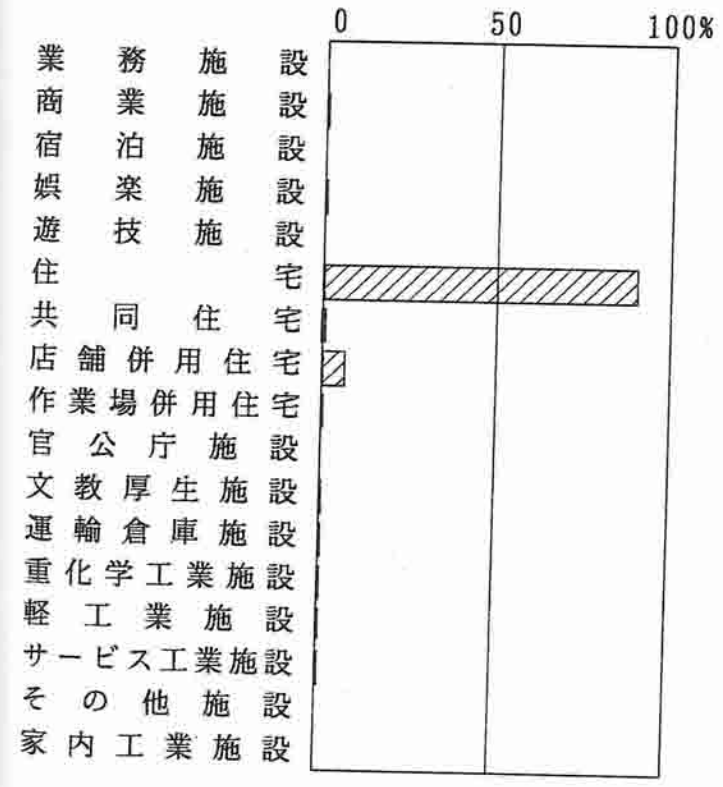 0 50 100%
業務施設
商業施設
宿泊施設
娯楽施設
遊技施設
住宅
共同住宅
店舗併用住宅
作業場併用住宅
官公庁施設
文教厚生施設
運輸倉庫施設
重化学工業施設
軽工業施設
サービス工業施設
その他施設
家内工業施設